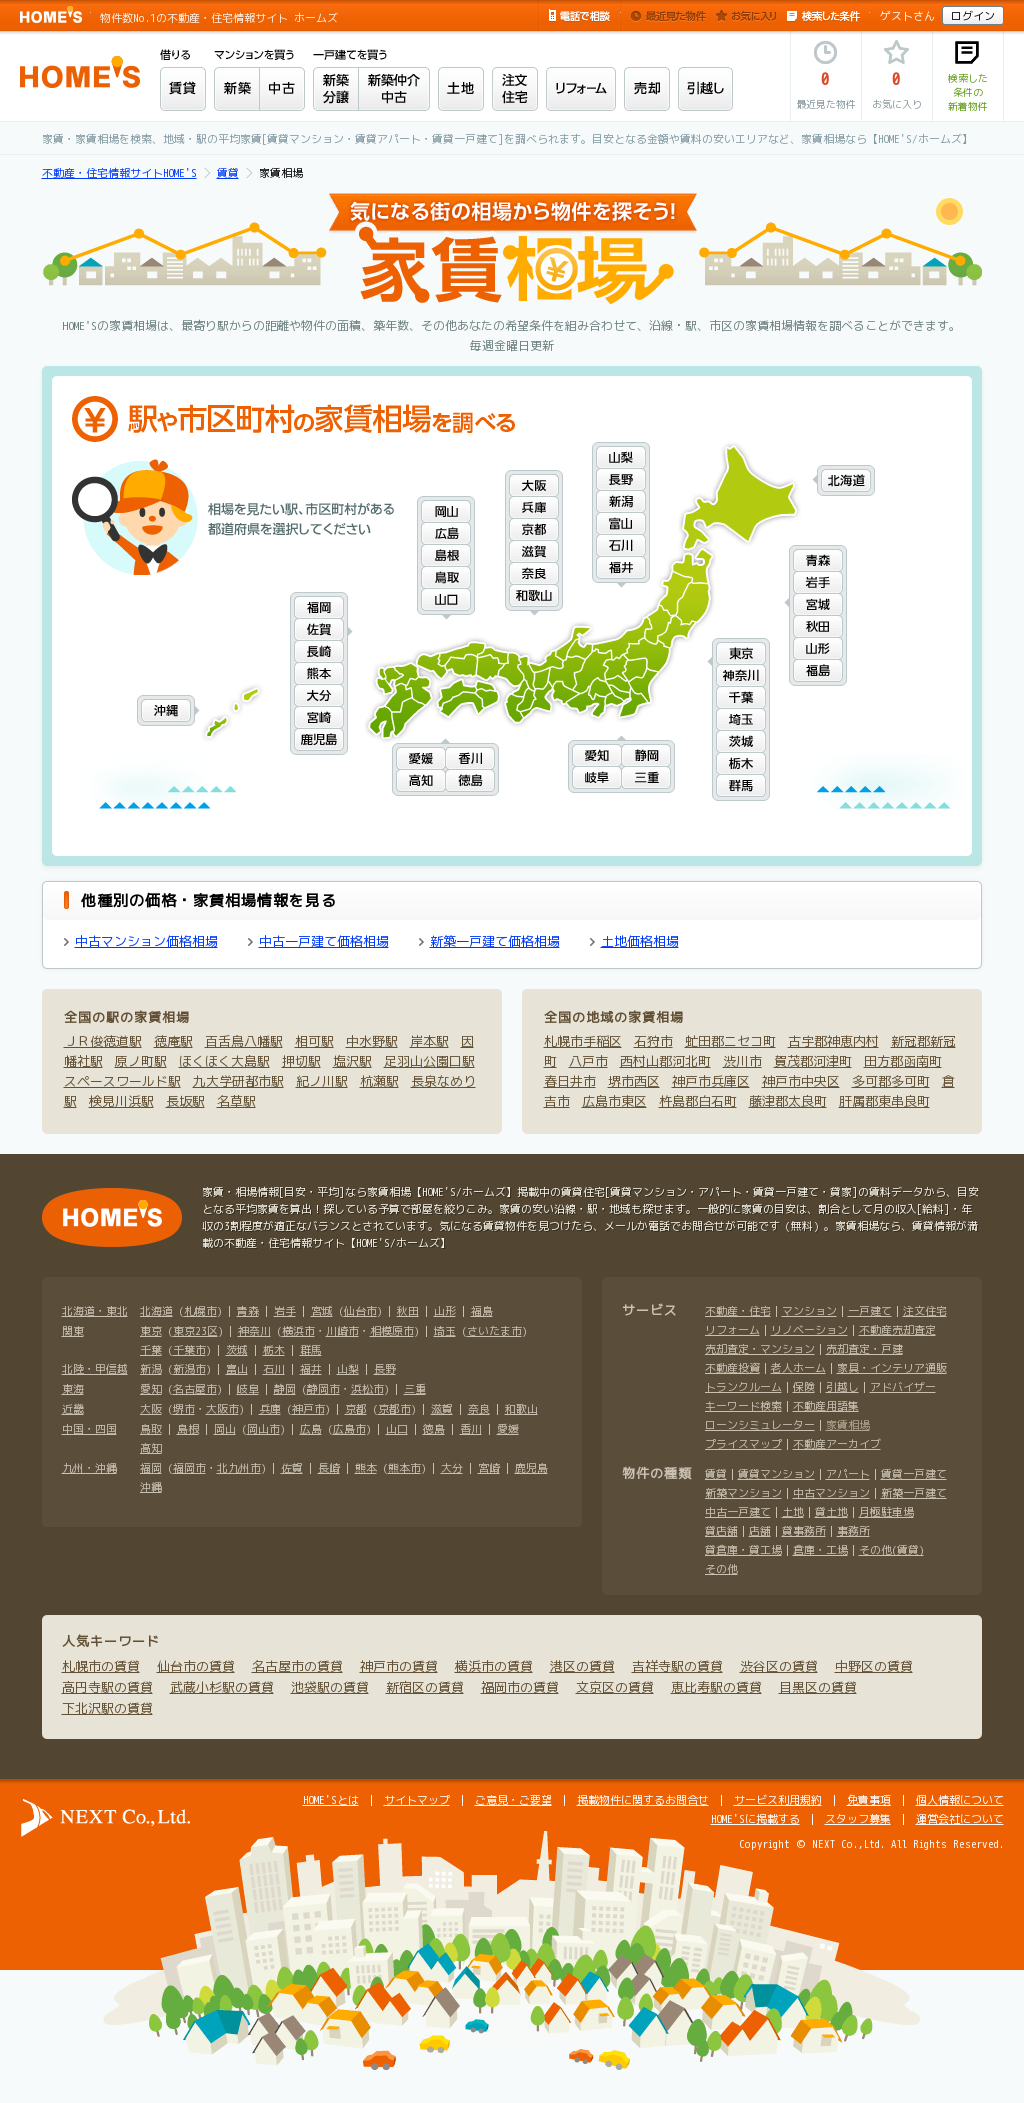 HOME'S 物件数No.1の不動産・住宅情報サイト ホームズ 電話で相談 最近見た物件 お気に入り 検索した条件 ゲストさん ログイン
HOME'S
借りる マンションを買う 一戸建てを買う
賃貸 新築 中古 新築分譲 新築仲介中古 土地 注文住宅 リフォーム 売却 引越し
0 最近見た物件
0 お気に入り
検索した
条件の
新着物件
家賃・家賃相場を検索、地域・駅の平均家賃[賃貸マンション・賃貸アパート・賃貸一戸建て]を調べられます。目安となる金額や賃料の安いエリアなど、家賃相場なら【HOME'S/ホームズ】
不動産・住宅情報サイトHOME'S 賃貸 家賃相場
気になる街の相場から物件を探そう!
家賃相場
HOME'Sの家賃相場は、最寄り駅からの距離や物件の面積、築年数、その他あなたの希望条件を組み合わせて、沿線・駅、市区の家賃相場情報を調べることができます。
毎週金曜日更新
駅や市区町村の家賃相場を調べる
相場を見たい駅、市区町村がある
都道府県を選択してください
北海道
青森
岩手
宮城
秋田
山形
福島
山梨
長野
新潟
富山
石川
福井
大阪
兵庫
京都
滋賀
奈良
和歌山
岡山
広島
島根
鳥取
山口
福岡
佐賀
長崎
熊本
大分
宮崎
鹿児島
沖縄
東京
神奈川
千葉
埼玉
茨城
栃木
群馬
愛媛 香川
高知 徳島
愛知 静岡
岐阜 三重
他種別の価格・家賃相場情報を見る
中古マンション価格相場 中古一戸建て価格相場 新築一戸建て価格相場 土地価格相場
全国の駅の家賃相場
ＪＲ俊徳道駅 徳庵駅 百舌鳥八幡駅 相可駅 中水野駅 岸本駅 因
幡社駅 原ノ町駅 ほくほく大島駅 押切駅 塩沢駅 足羽山公園口駅
スペースワールド駅 九大学研都市駅 紀ノ川駅 杭瀬駅 長泉なめり
駅 検見川浜駅 長坂駅 名草駅
全国の地域の家賃相場
札幌市手稲区 石狩市 虻田郡ニセコ町 古宇郡神恵内村 新冠郡新冠
町 八戸市 西村山郡河北町 渋川市 賀茂郡河津町 田方郡函南町
春日井市 堺市西区 神戸市兵庫区 神戸市中央区 多可郡多可町 倉
吉市 広島市東区 杵島郡白石町 藤津郡太良町 肝属郡東串良町
HOME'S
家賃・相場情報[目安・平均]なら家賃相場【HOME'S/ホームズ】掲載中の賃貸住宅[賃貸マンション・アパート・賃貸一戸建て・貸家]の賃料データから、目安
となる平均家賃を算出！探している予算で部屋を絞りこみ。家賃の安い沿線・駅・地域も探せます。一般的に家賃の目安は、割合として月の収入[給料]・年
収の3割程度が適正なバランスとされています。気になる賃貸物件を見つけたら、メールか電話でお問合せが可能です（無料）。家賃相場なら、賃貸情報が満
載の不動産・住宅情報サイト【HOME'S/ホームズ】
北海道・東北 北海道 (札幌市) | 青森 | 岩手 | 宮城 (仙台市) | 秋田 | 山形 | 福島
関東 東京 (東京23区) | 神奈川 (横浜市・川崎市・相模原市) | 埼玉 (さいたま市)
千葉 (千葉市) | 茨城 | 栃木 | 群馬
北陸・甲信越 新潟 (新潟市) | 富山 | 石川 | 福井 | 山梨 | 長野
東海 愛知 (名古屋市) | 岐阜 | 静岡 (静岡市・浜松市) | 三重
近畿 大阪 (堺市・大阪市) | 兵庫 (神戸市) | 京都 (京都市) | 滋賀 | 奈良 | 和歌山
中国・四国 鳥取 | 島根 | 岡山 (岡山市) | 広島 (広島市) | 山口 | 徳島 | 香川 | 愛媛
高知
九州・沖縄 福岡 (福岡市・北九州市) | 佐賀 | 長崎 | 熊本 (熊本市) | 大分 | 宮崎 | 鹿児島
沖縄
サービス 不動産・住宅 | マンション | 一戸建て | 注文住宅
リフォーム | リノベーション | 不動産売却査定
売却査定・マンション | 売却査定・戸建
不動産投資 | 老人ホーム | 家具・インテリア通販
トランクルーム | 保険 | 引越し | アドバイザー
キーワード検索 | 不動産用語集
ローンシミュレーター | 家賃相場
プライスマップ | 不動産アーカイブ
物件の種類 賃貸 | 賃貸マンション | アパート | 賃貸一戸建て
新築マンション | 中古マンション | 新築一戸建て
中古一戸建て | 土地 | 貸土地 | 月極駐車場
貸店舗 | 店舗 | 貸事務所 | 事務所
貸倉庫・貸工場 | 倉庫・工場 | その他(賃貸)
その他
人気キーワード
札幌市の賃貸 仙台市の賃貸 名古屋市の賃貸 神戸市の賃貸 横浜市の賃貸 港区の賃貸 吉祥寺駅の賃貸 渋谷区の賃貸 中野区の賃貸
高円寺駅の賃貸 武蔵小杉駅の賃貸 池袋駅の賃貸 新宿区の賃貸 福岡市の賃貸 文京区の賃貸 恵比寿駅の賃貸 目黒区の賃貸
下北沢駅の賃貸
NEXT Co.,Ltd.
HOME'Sとは | サイトマップ | ご意見・ご要望 | 掲載物件に関するお問合せ | サービス利用規約 | 免責事項 | 個人情報について
HOME'Sに掲載する | スタッフ募集 | 運営会社について
Copyright © NEXT Co.,Ltd. All Rights Reserved.